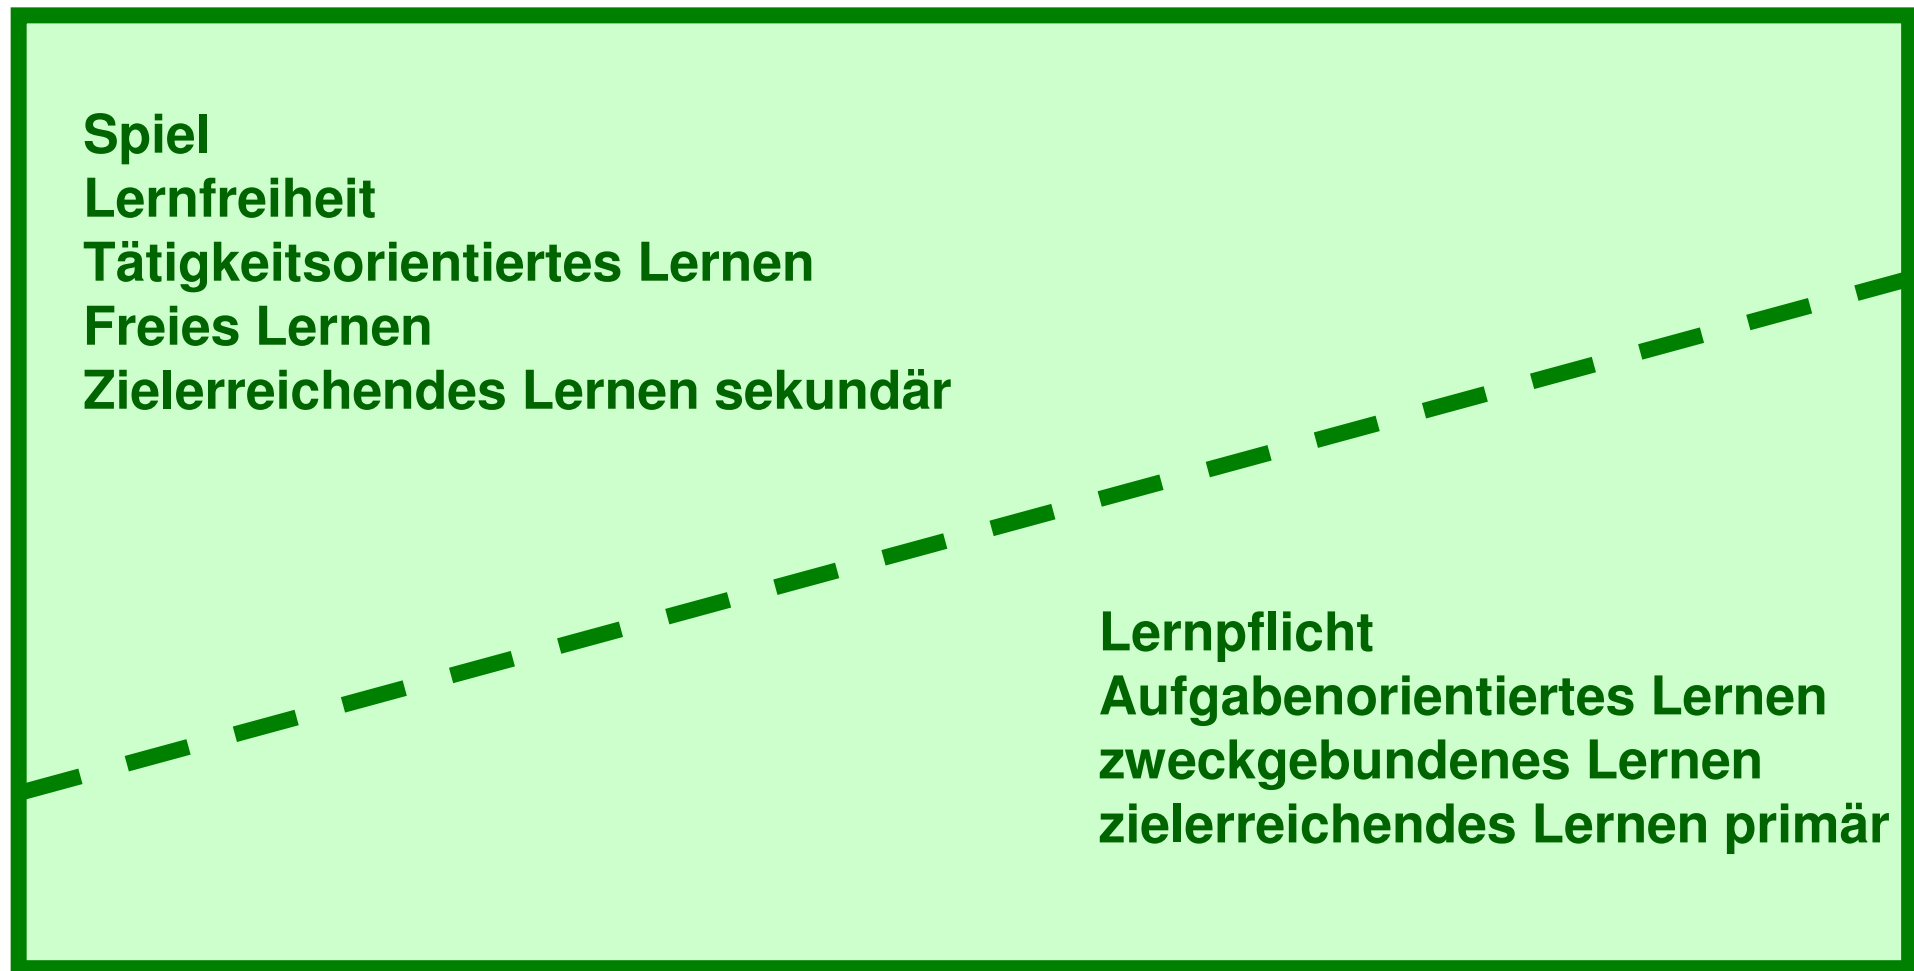 Spiel
Lernfreiheit
Tätigkeitsorientiertes Lernen
Freies Lernen
Zielerreichendes Lernen sekundär
Lernpflicht
Aufgabenorientiertes Lernen
zweckgebundenes Lernen
zielerreichendes Lernen primär